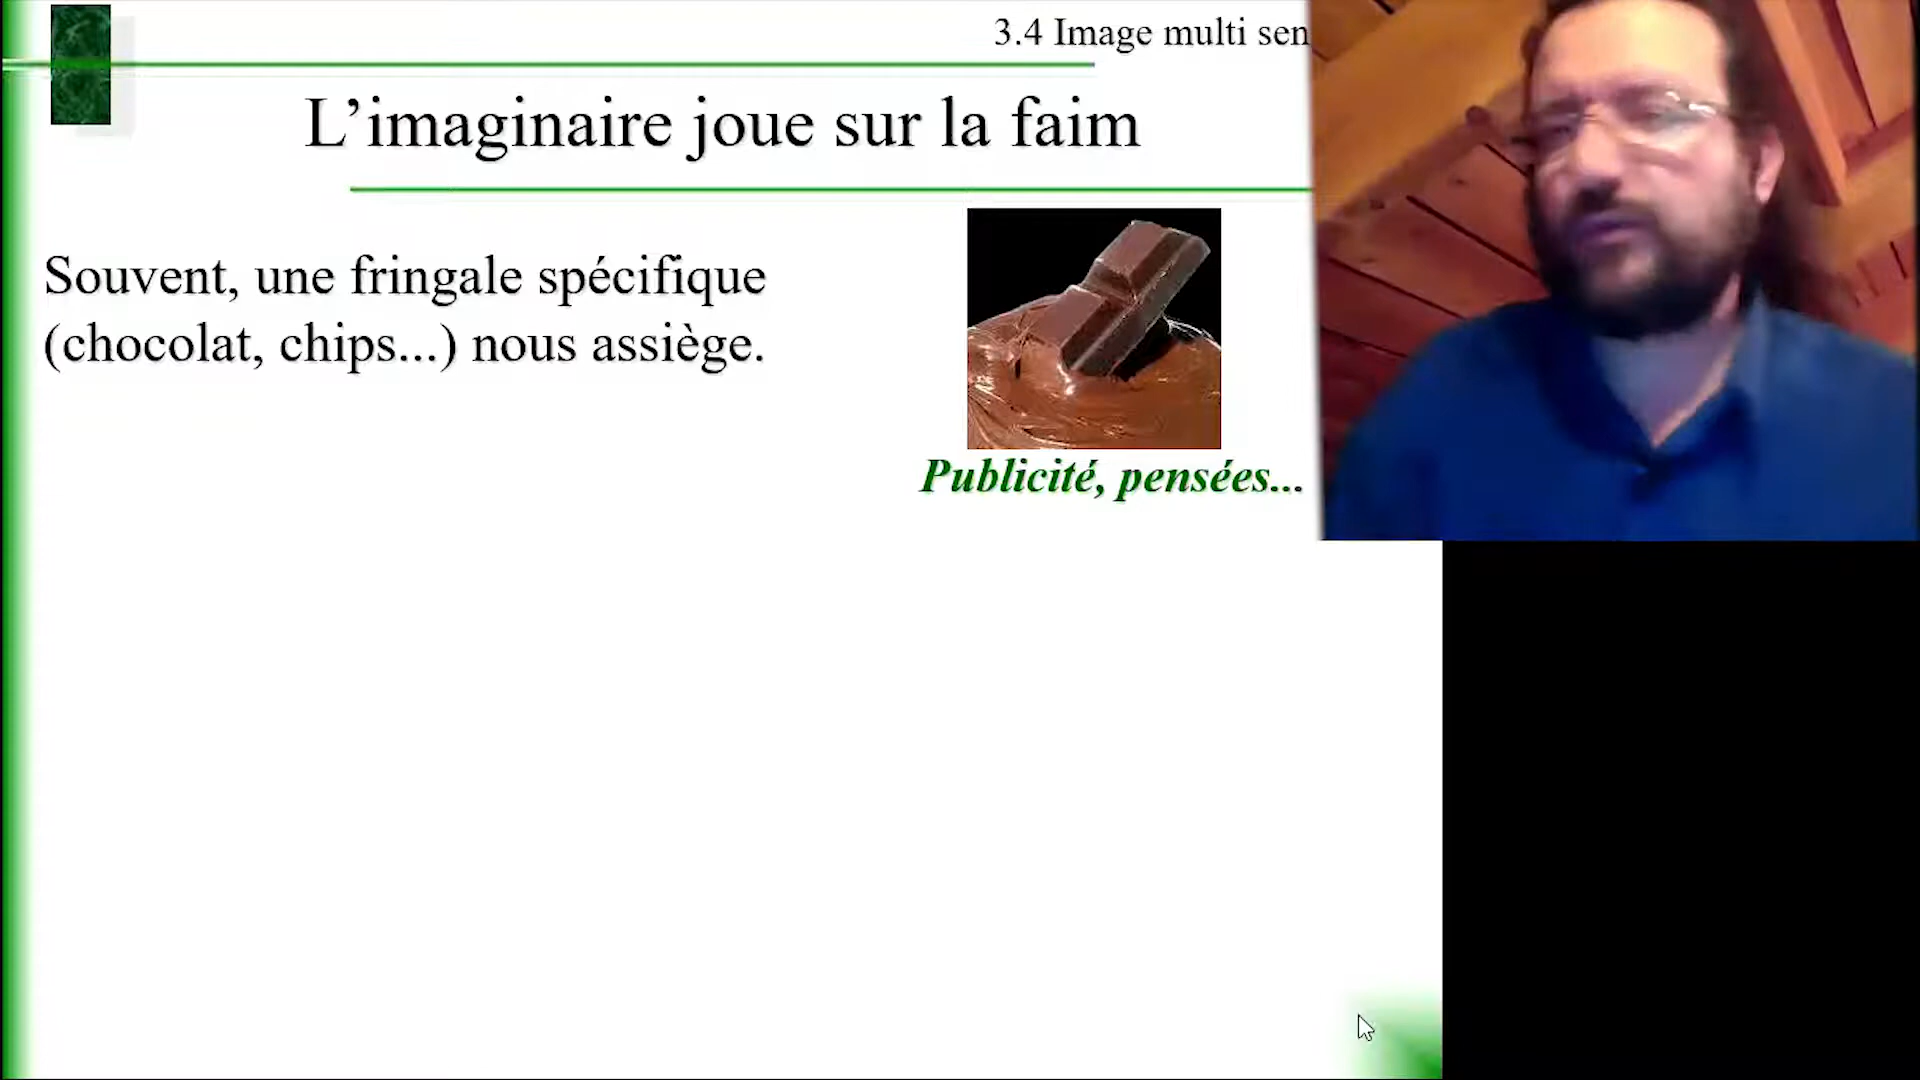 3.4 Image multi
L’imaginaire joue sur la faim
Souvent, une fringale spécifique
(chocolat, chips...) nous assiège.
Publicité, pensées...